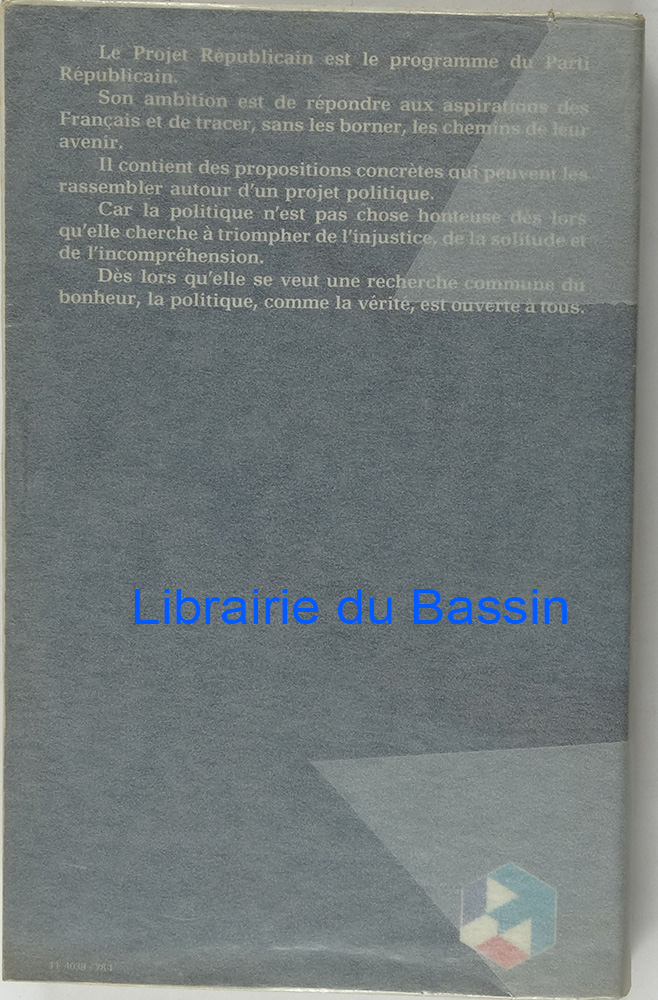 Le Projet Républicain est le programme du Parti
Républicain.
Son ambition est de répondre aux aspirations des
Français et de tracer, sans les borner, les chemins de leur
avenir.
Il contient des propositions concrètes qui peuvent les
rassembler autour d'un projet politique.
Car la politique n'est pas chose honteuse dès lors
qu'elle cherche à triompher de l'injustice, de la solitude et
de l'incompréhension.
Dès lors qu'elle se veut une recherche commune du
bonheur, la politique, comme la vérité, est ouverte à tous.
Librairie du Bassin